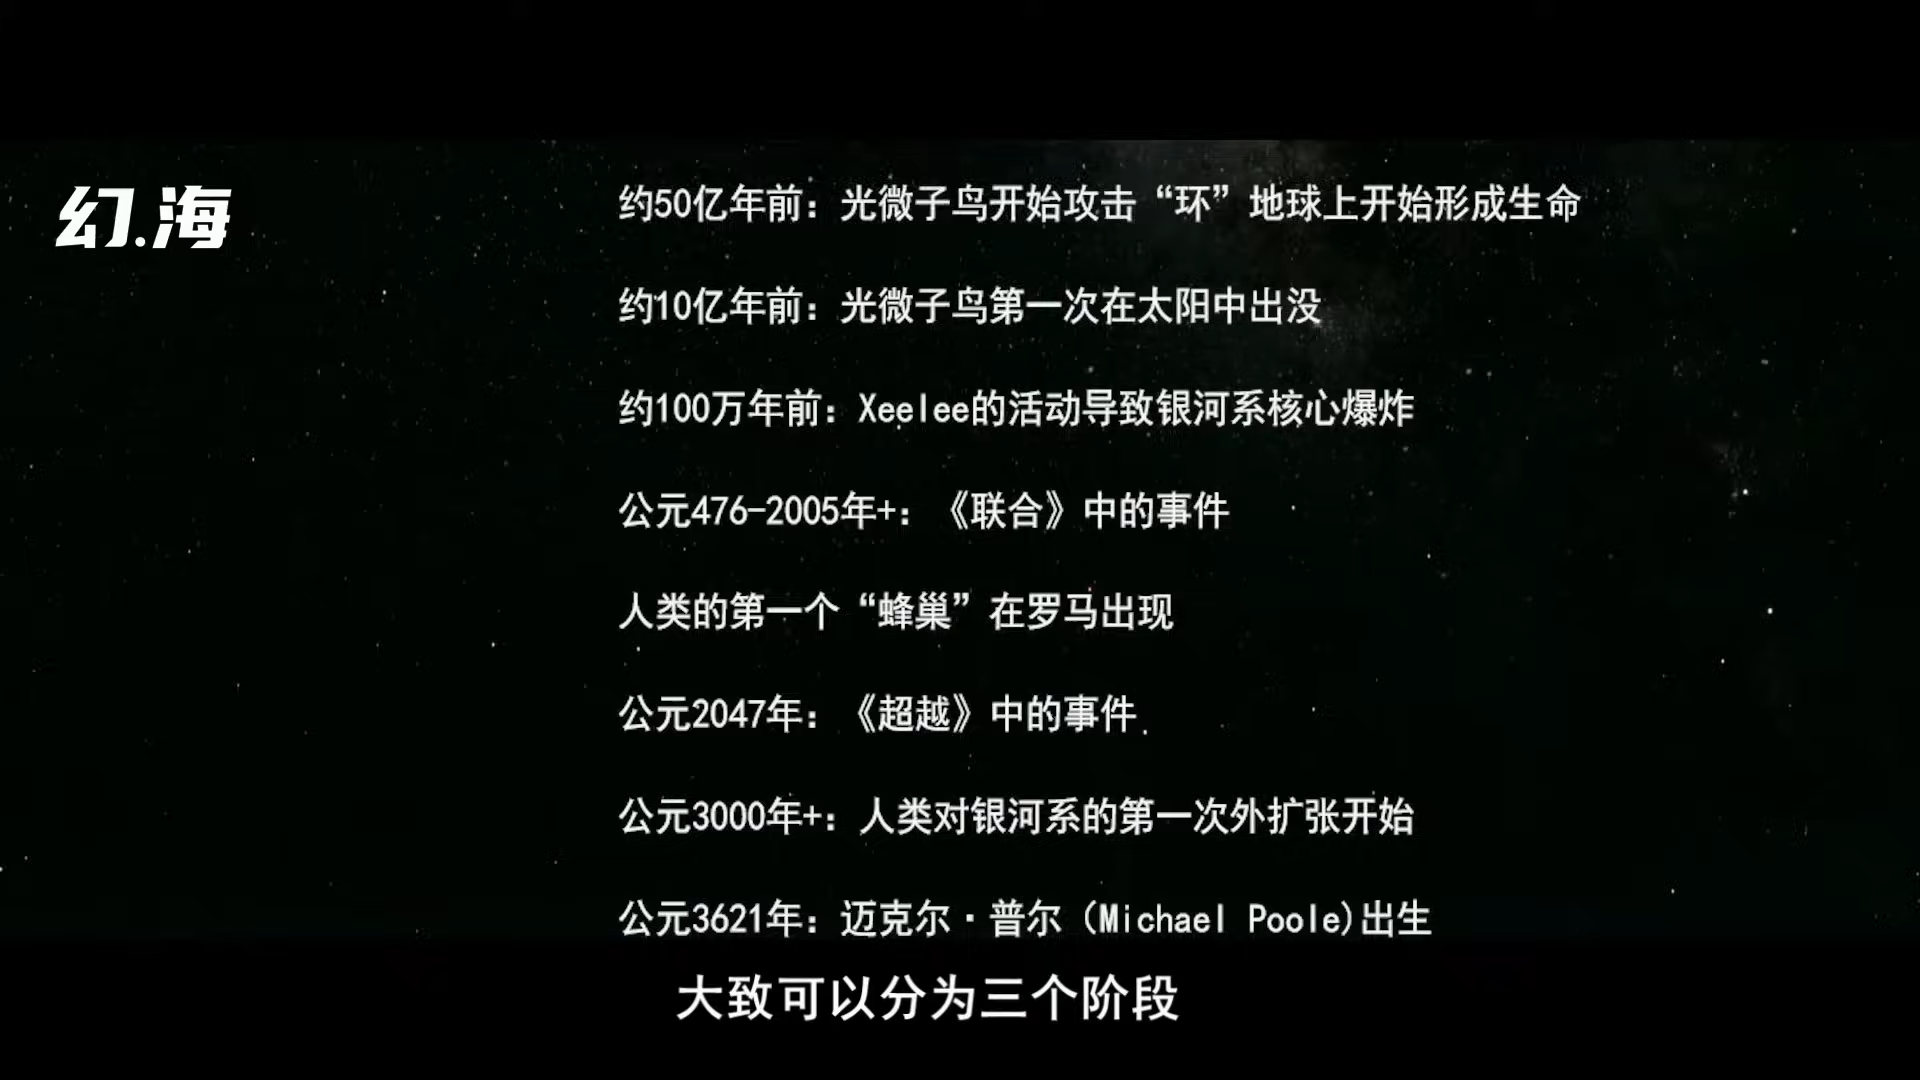 幻.海
约50亿年前：光微子鸟开始攻击“环”地球上开始形成生命
约10亿年前：光微子鸟第一次在太阳中出没
约100万年前：Xeelee的活动导致银河系核心爆炸
公元476-2005年+：《联合》中的事件
人类的第一个“蜂巢”在罗马出现
公元2047年：《超越》中的事件
公元3000年+：人类对银河系的第一次外扩张开始
公元3621年：迈克尔·普尔（Michael Poole)出生
大致可以分为三个阶段